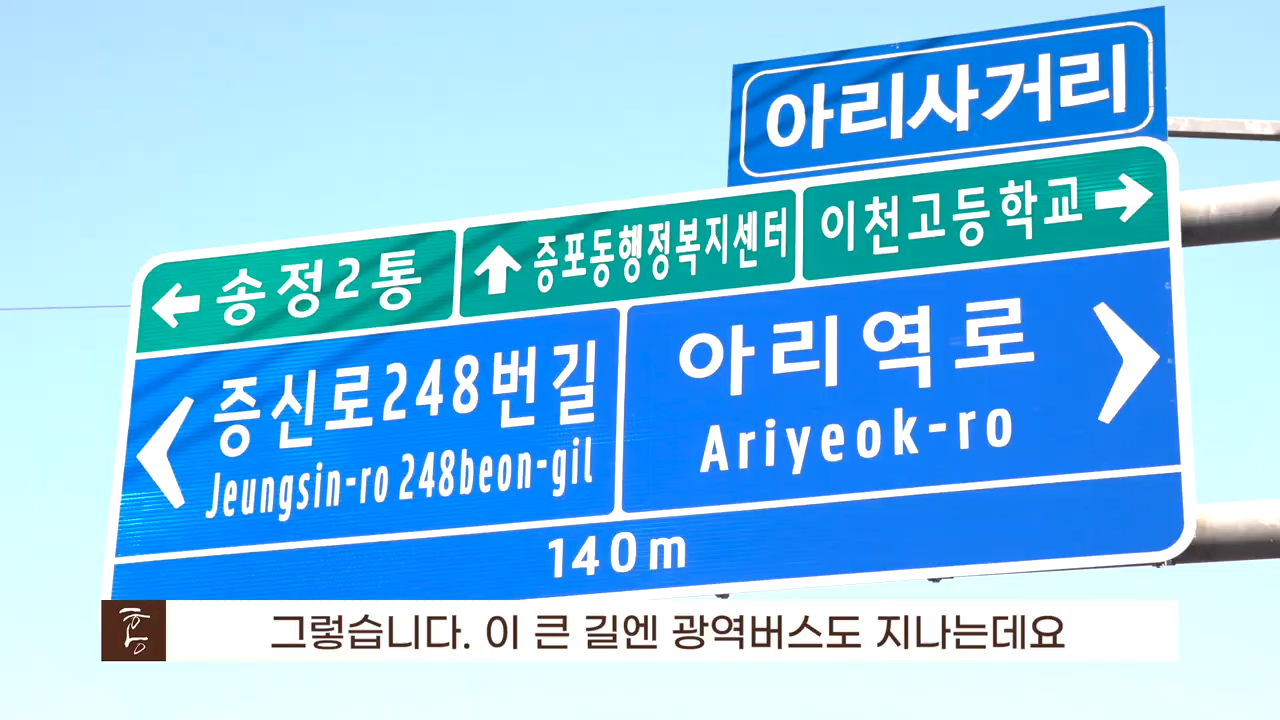 아리사거리
송정2통
증포동행정복지센터
이천고등학교
증신로248번길
Jeungsin-ro 248beon-gil
아리역로
Ariyeok-ro
140m
그렇습니다. 이 큰 길엔 광역버스도 지나는데요